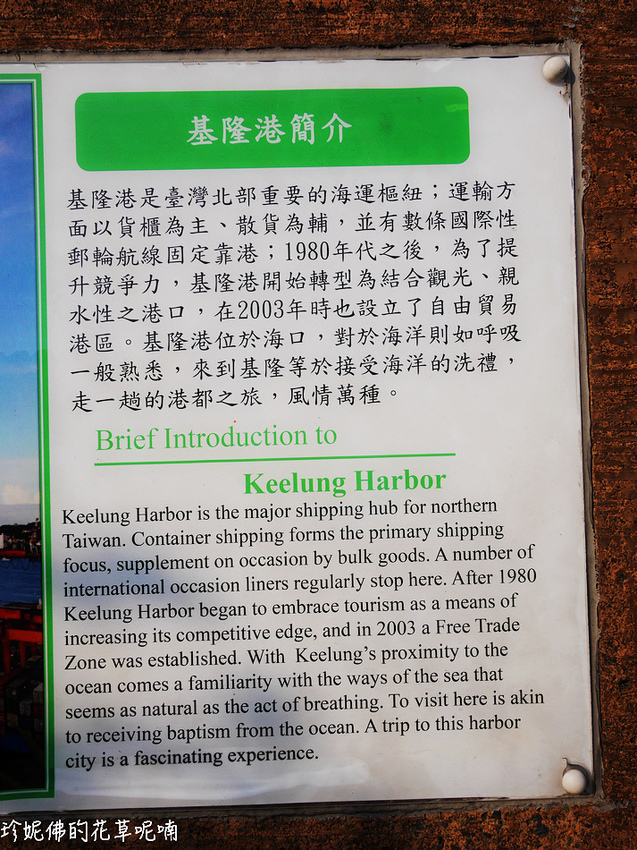 基隆港簡介
基隆港是臺灣北部重要的海運樞紐；運輸方
面以貨櫃為主、散貨為輔，並有數條國際性
郵輪航線固定靠港；1980年代之後，為了提
升競爭力，基隆港開始轉型為結合觀光、親
水性之港口，在2003年時也設立了自由貿易
港區。基隆港位於海口，對於海洋則如呼吸
一般熟悉，來到基隆等於接受海洋的洗禮，
走一趟的港都之旅，風情萬種。
Brief Introduction to
Keelung Harbor
Keelung Harbor is the major shipping hub for northern
Taiwan. Container shipping forms the primary shipping
focus, supplement on occasion by bulk goods. A number of
international occasion liners regularly stop here. After 1980
Keelung Harbor began to embrace tourism as a means of
increasing its competitive edge, and in 2003 a Free Trade
Zone was established. With Keelung's proximity to the
ocean comes a familiarity with the ways of the sea that
seems as natural as the act of breathing. To visit here is akin
to receiving baptism from the ocean. A trip to this harbor
city is a fascinating experience.
珍妮佛的花草呢喃